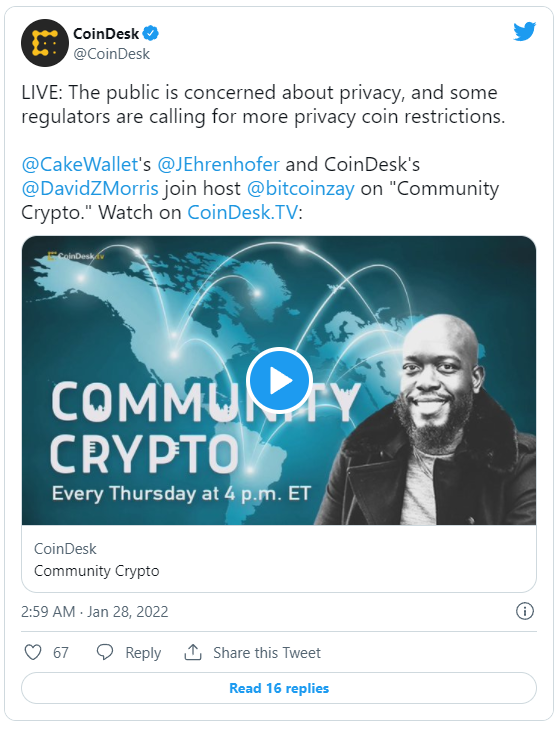 CoinDesk
@CoinDesk
LIVE: The public is concerned about privacy, and some
regulators are calling for more privacy coin restrictions.
@CakeWallet's @JEhrenhofer and CoinDesk's
@DavidZMorris join host @bitcoinzay on "Community
Crypto." Watch on CoinDesk.TV:
CoinDesk.TV
COMMUNITY
CRYPTO
Every Thursday at 4 p.m. ET
CoinDesk
Community Crypto
2:59 AM · Jan 28, 2022
67 Reply Share this Tweet
Read 16 replies